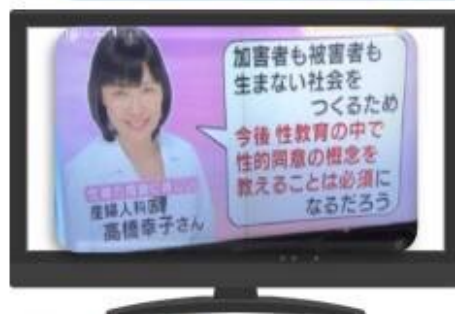 加害者も被害者も
生まない社会を
つくるため
今後 性教育の中で
性的同意の概念を
教えることは必須に
なるだろう
産婦人科医
高橋幸子さん